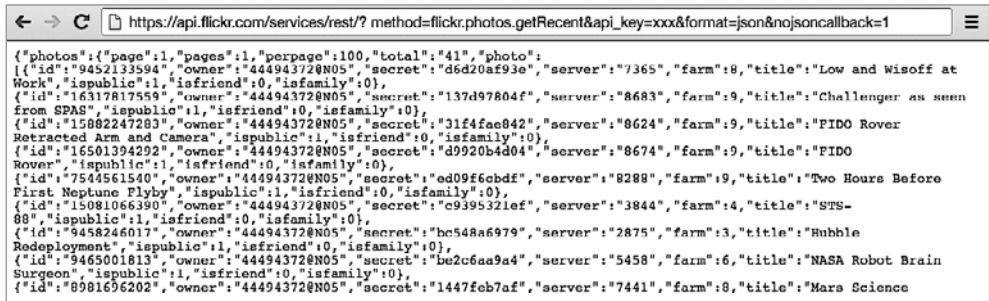 https://api.flickr.com/services/rest/? method=flickr.photos.getRecent&api_key=xxx&format=json&nojsoncallback=1
{"photos":{"page":1,"pages":1,"perpage":100,"total":"41","photo":
[{"id":"9452133594","owner":"44494372@N05","secret":"d6d20af93e","server":"7365","farm":8,"title":"Low and Wisoff at
Work","ispublic":1,"isfriend":0,"isfamily":0},
{"id":"16317817559","owner":"44494372@N05","secret":"137d97804f","server":"8683","farm":9,"title":"Challenger as seen
from SPAS","ispublic":1,"isfriend":0,"isfamily":0},
{"id":"15882247283","owner":"44494372@N05","secret":"31f4fae842","server":"8624","farm":9,"title":"FIDO Rover
Retracted Arm and Camera","ispublic":1,"isfriend":0,"isfamily":0},
{"id":"16501394292","owner":"44494372@N05","secret":"d9920b4d04","server":"8674","farm":9,"title":"FIDO
Rover","ispublic":1,"isfriend":0,"isfamily":0},
{"id":"7544561540","owner":"44494372@N05","secret":"ed09f6cbdf","server":"8288","farm":9,"title":"Two Hours Before
First Neptune Flyby","ispublic":1,"isfriend":0,"isfamily":0},
{"id":"15081066390","owner":"44494372@N05","secret":"c9395321ef","server":"3844","farm":4,"title":"STS-
88","ispublic":1,"isfriend":0,"isfamily":0},
{"id":"9458246017","owner":"44494372@N05","secret":"bc548a6979","server":"2875","farm":3,"title":"Hubble
Redeployment","ispublic":1,"isfriend":0,"isfamily":0},
{"id":"9465001813","owner":"44494372@N05","secret":"be2c6aa9a4","server":"5458","farm":6,"title":"NASA Robot Brain
Surgeon","ispublic":1,"isfriend":0,"isfamily":0},
{"id":"8981696202","owner":"44494372@N05","secret":"1447feb7af","server":"7441","farm":8,"title":"Mars Science